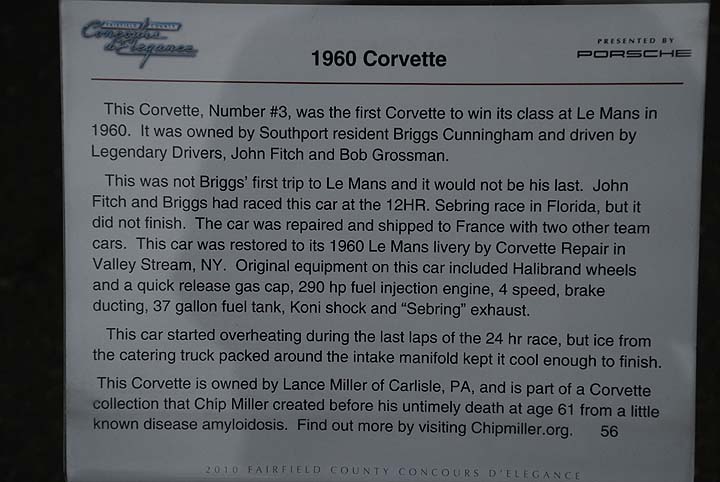 FAIRFIELD COUNTY
Concours
d'Elegance
PRESENTED BY
PORSCHE
1960 Corvette
This Corvette, Number #3, was the first Corvette to win its class at Le Mans in
1960. It was owned by Southport resident Briggs Cunningham and driven by
Legendary Drivers, John Fitch and Bob Grossman.
This was not Briggs' first trip to Le Mans and it would not be his last. John
Fitch and Briggs had raced this car at the 12HR. Sebring race in Florida, but it
did not finish. The car was repaired and shipped to France with two other team
cars. This car was restored to its 1960 Le Mans livery by Corvette Repair in
Valley Stream, NY. Original equipment on this car included Halibrand wheels
and a quick release gas cap, 290 hp fuel injection engine, 4 speed, brake
ducting, 37 gallon fuel tank, Koni shock and “Sebring” exhaust.
This car started overheating during the last laps of the 24 hr race, but ice from
the catering truck packed around the intake manifold kept it cool enough to finish.
This Corvette is owned by Lance Miller of Carlisle, PA, and is part of a Corvette
collection that Chip Miller created before his untimely death at age 61 from a little
known disease amyloidosis. Find out more by visiting Chipmiller.org. 56
2010 FAIRFIELD COUNTY CONCOURS D'ELEGANCE